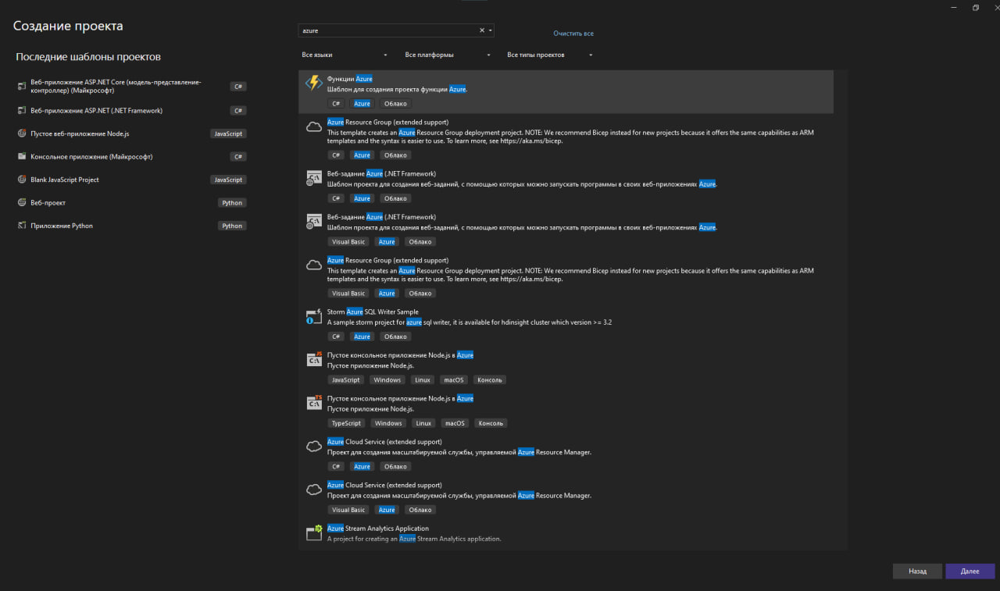 Создание проекта
Последние шаблоны проектов
Веб-приложение ASP.NET Core (модель-представление-
контроллер) (Майкрософт)
C#
Веб-приложение ASP.NET (.NET Framework)
C#
Пустое веб-приложение Node.js
JavaScript
Консольное приложение (Майкрософт)
C#
Blank JavaScript Project
JavaScript
Веб-проект
Python
Приложение Python
Python
azure
Очистить все
Все языки
Все платформы
Все типы проектов
Функции Azure
Шаблон для создания проекта функции Azure.
C# Azure Облако
Azure Resource Group (extended support)
This template creates an Azure Resource Group deployment project. NOTE: We recommend Bicep instead for new projects because it offers the same capabilities as ARM
templates and the syntax is easier to use. To learn more, see https://aka.ms/bicep.
C# Azure Облако
Веб-задание Azure (.NET Framework)
Шаблон проекта для создания веб-заданий, с помощью которых можно запускать программы в своих веб-приложениях Azure.
C# Azure Облако
Веб-задание Azure (.NET Framework)
Шаблон проекта для создания веб-заданий, с помощью которых можно запускать программы в своих веб-приложениях Azure.
Visual Basic Azure Облако
Azure Resource Group (extended support)
This template creates an Azure Resource Group deployment project. NOTE: We recommend Bicep instead for new projects because it offers the same capabilities as ARM
templates and the syntax is easier to use. To learn more, see https://aka.ms/bicep.
Visual Basic Azure Облако
Storm Azure SQL Writer Sample
A sample storm project for azure sql writer, it is available for hdinsight cluster which version >= 3.2
C# Azure Облако
Пустое консольное приложение Node.js в Azure
Пустое приложение Node.js.
JavaScript Windows Linux macOS Консоль
Пустое консольное приложение Node.js в Azure
Пустое приложение Node.js.
TypeScript Windows Linux macOS Консоль
Azure Cloud Service (extended support)
Проект для создания масштабируемой службы, управляемой Azure Resource Manager.
C# Azure Облако
Azure Cloud Service (extended support)
Проект для создания масштабируемой службы, управляемой Azure Resource Manager.
Visual Basic Azure Облако
Azure Stream Analytics Application
A project for creating an Azure Stream Analytics application.
Назад
Далее